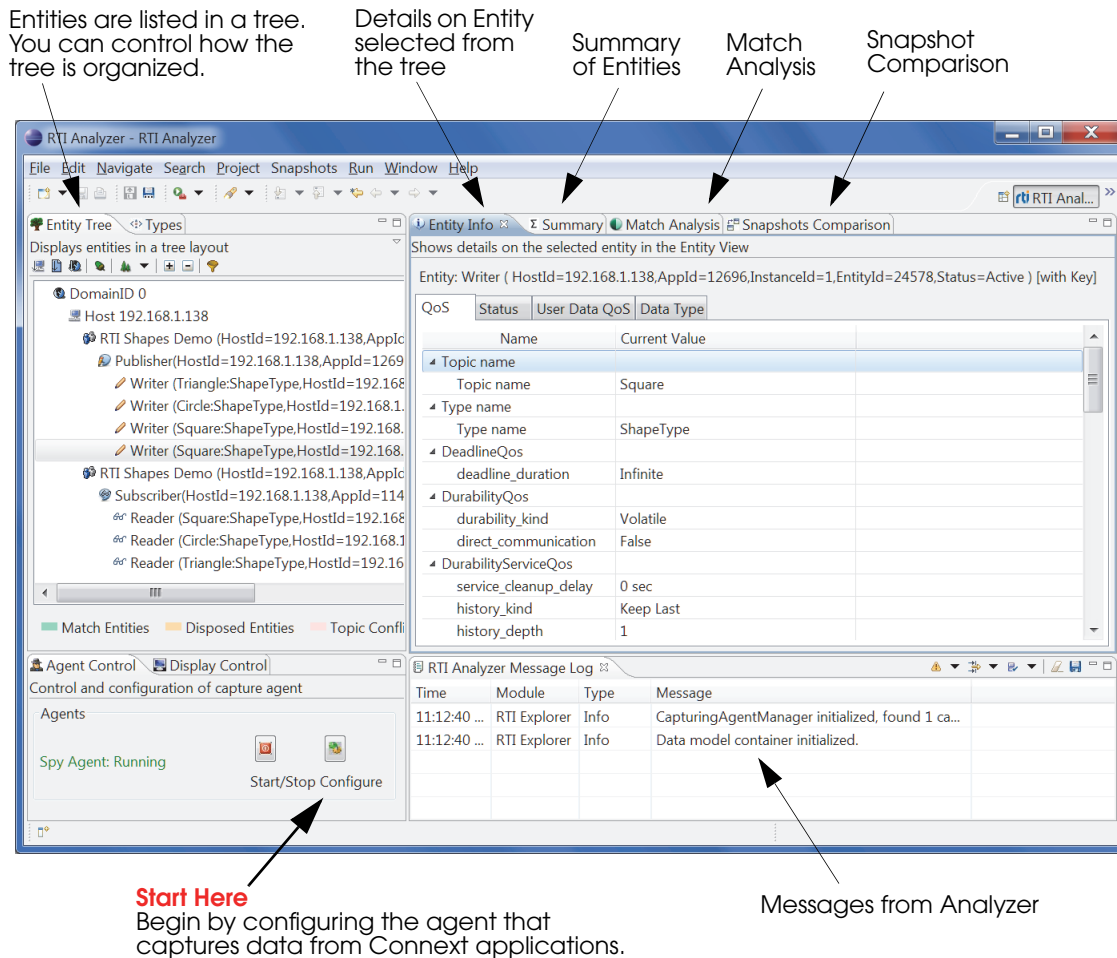 Entities are listed in a tree.
You can control how the
tree is organized.
Details on Entity
selected from
the tree
Summary
of Entities
Match
Analysis
Snapshot
Comparison
RTI Analyzer - RTI Analyzer
File Edit Navigate Search Project Snapshots Run Window Help
rti RTI Anal...
Entity Tree Types
Displays entities in a tree layout
DomainID 0
Host 192.168.1.138
RTI Shapes Demo (HostId=192.168.1.138,AppIc
Publisher(HostId=192.168.1.138,AppId=1269
Writer (Triangle:ShapeType,HostId=192.168
Writer (Circle:ShapeType,HostId=192.168.1.
Writer (Square:ShapeType,HostId=192.168.
Writer (Square:ShapeType,HostId=192.168.
RTI Shapes Demo (HostId=192.168.1.138,AppIc
Subscriber(HostId=192.168.1.138,AppId=114
Reader (Square:ShapeType,HostId=192.168
Reader (Circle:ShapeType,HostId=192.168.1
Reader (Triangle:ShapeType,HostId=192.16
Match Entities Disposed Entities Topic Confli
Entity Info Σ Summary Match Analysis Snapshots Comparison
Shows details on the selected entity in the Entity View
Entity: Writer ( HostId=192.168.1.138,AppId=12696,InstanceId=1,EntityId=24578,Status=Active ) [with Key]
QoS Status User Data QoS Data Type
Name Current Value
Topic name
Topic name Square
Type name
Type name ShapeType
DeadlineQos
deadline_duration Infinite
DurabilityQos
durability_kind Volatile
direct_communication False
DurabilityServiceQos
service_cleanup_delay 0 sec
history_kind Keep Last
history_depth 1
Agent Control Display Control
Control and configuration of capture agent
Agents
Spy Agent: Running
Start/Stop Configure
RTI Analyzer Message Log
Time Module Type Message
11:12:40 ... RTI Explorer Info CapturingAgentManager initialized, found 1 ca...
11:12:40 ... RTI Explorer Info Data model container initialized.
Start Here
Begin by configuring the agent that
captures data from Connext applications.
Messages from Analyzer